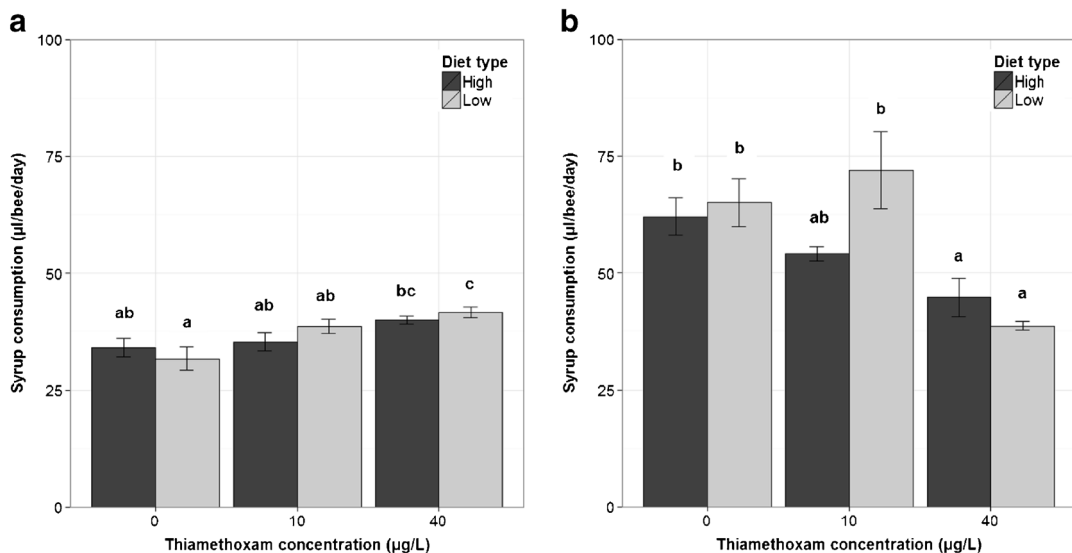 a
100
75
50
25
0
Syrup consumption (µl/bee/day)
Diet type
High
Low
ab
a
ab
ab
bc
c
0
10
40
Thiamethoxam concentration (µg/L)
b
100
75
50
25
0
Syrup consumption (µl/bee/day)
Diet type
High
Low
b
b
ab
b
a
a
0
10
40
Thiamethoxam concentration (µg/L)